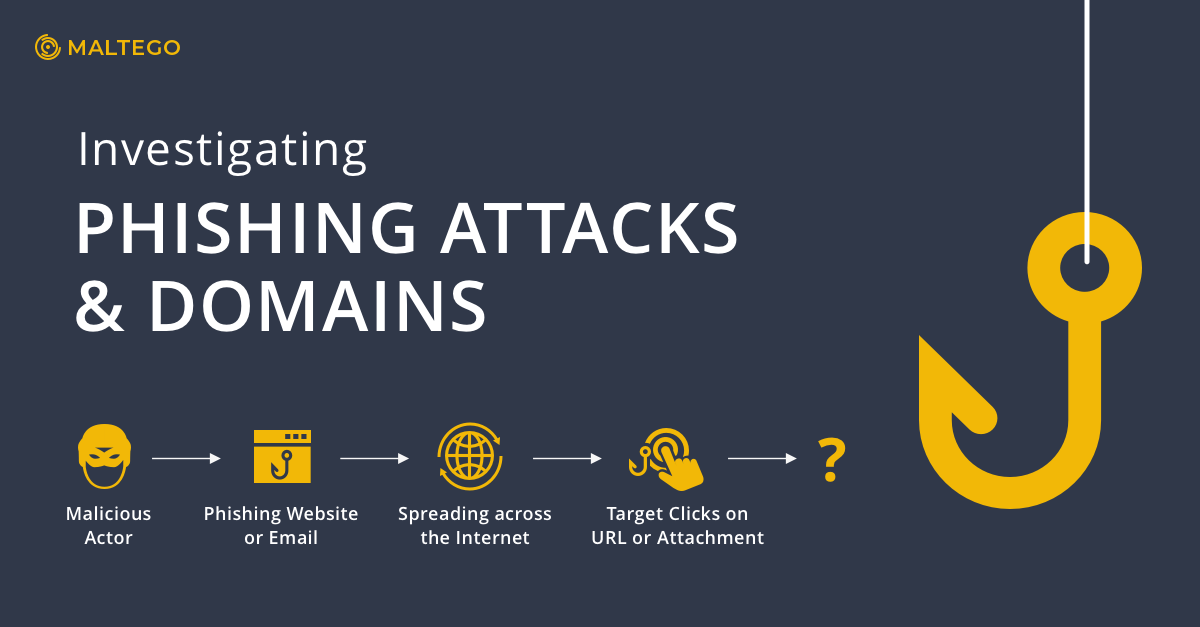 MALTEGO
Investigating
PHISHING ATTACKS
& DOMAINS
?
Malicious
Actor
Phishing Website
or Email
Spreading across
the Internet
Target Clicks on
URL or Attachment